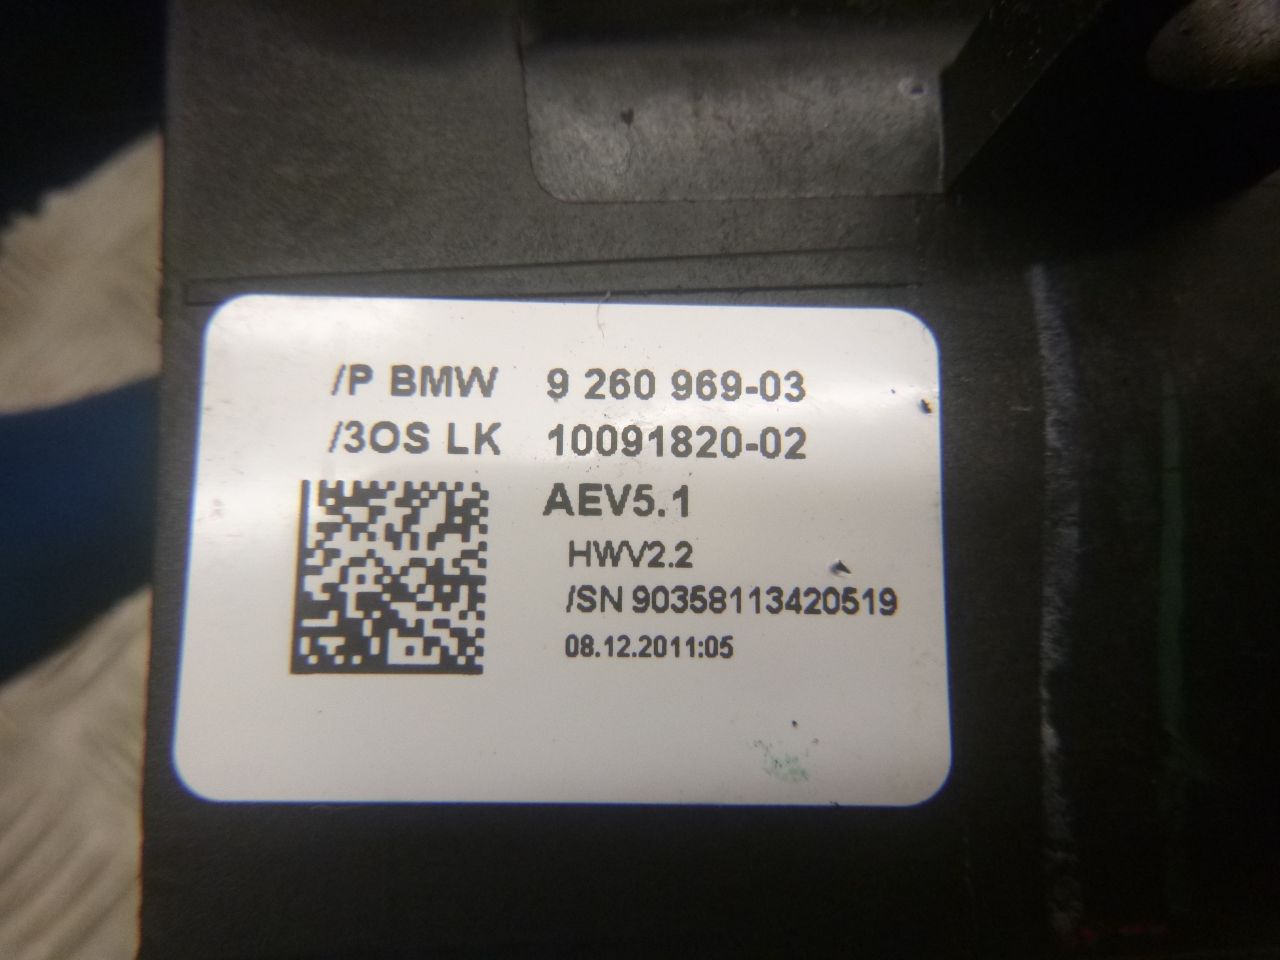 /P BMW 9 260 969-03
/3OS LK 10091820-02
AEV5.1
HWV2.2
/SN 90358113420519
08.12.2011:05